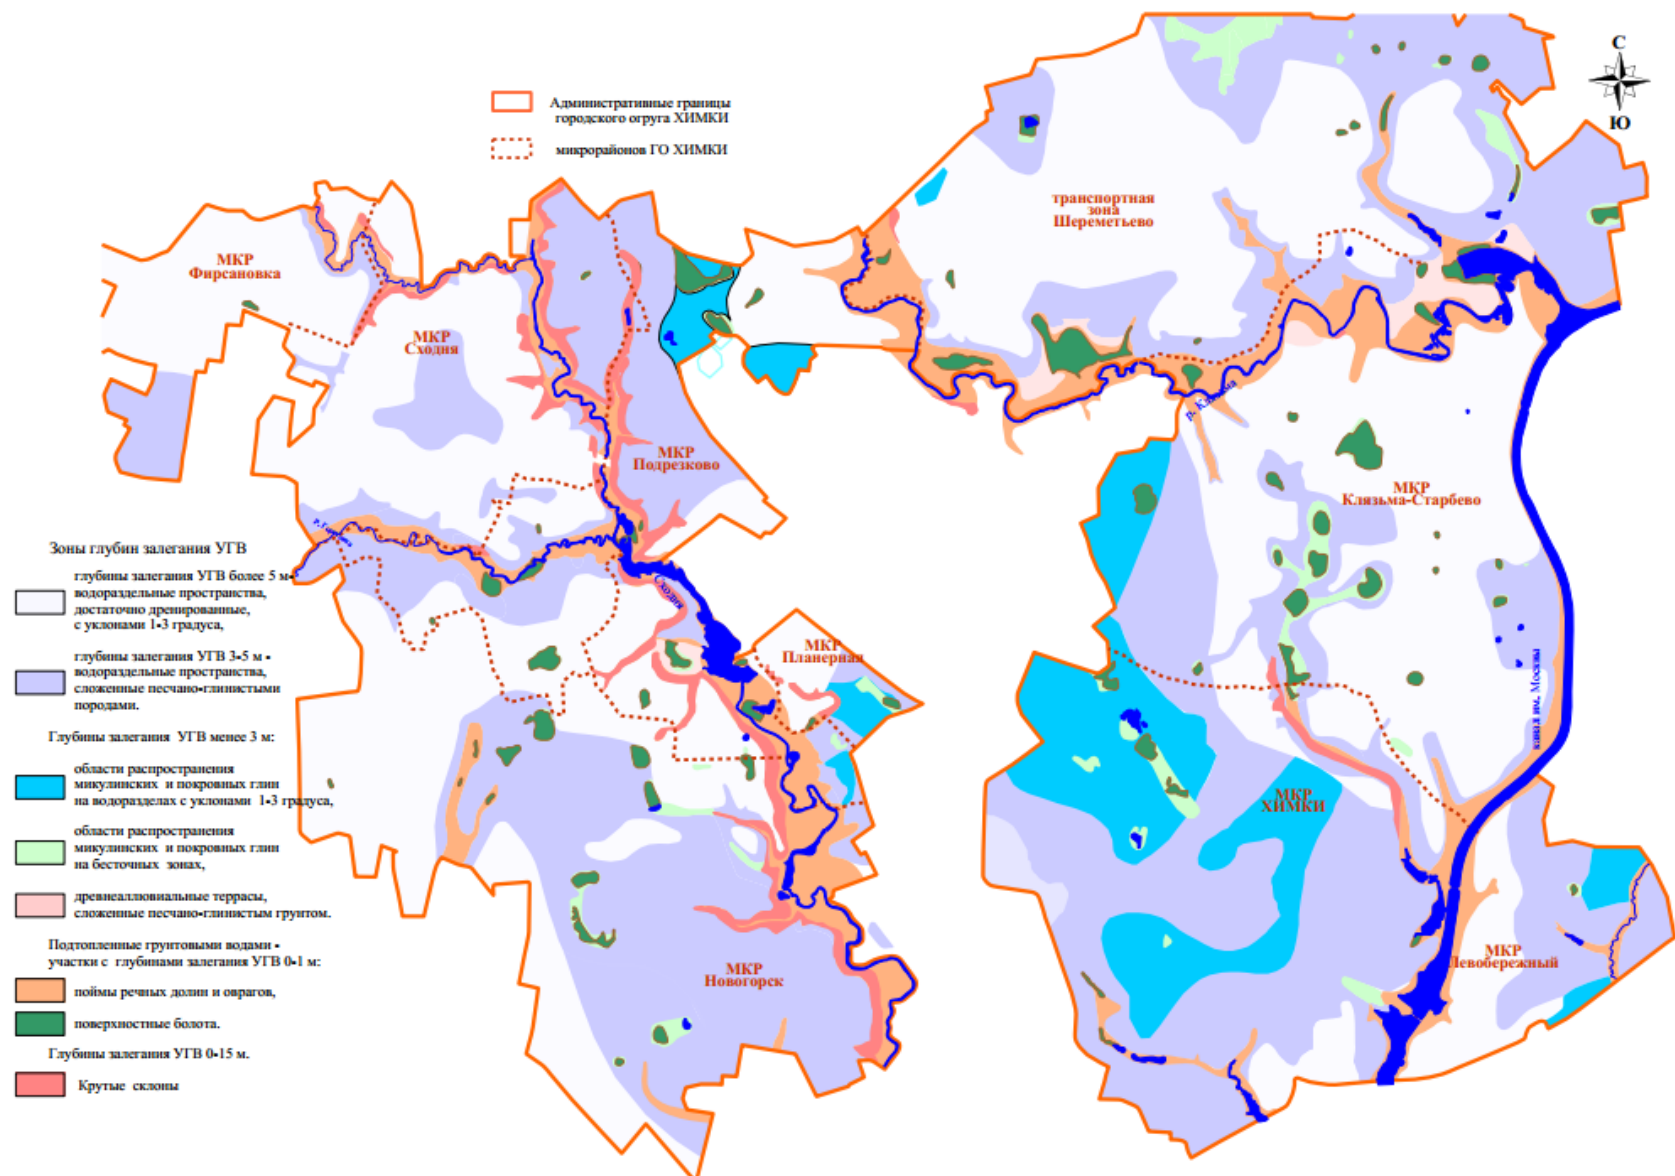 С
Ю
Административные границы
городского огруга ХИМКИ
микрорайонов ГО ХИМКИ
транспортная
зона
Шереметьево
МКР
Фирсановка
МКР
Сходня
МКР
Подрезково
р. Клязьма
МКР
Клязьма-Старбево
Зоны глубин залегания УГВ
глубины залегания УГВ более 5 м-
водораздельные пространства,
достаточно дренированные,
с уклонами 1-3 градуса,
глубины залегания УГВ 3-5 м -
водораздельные пространства,
сложенные песчано-глинистыми
породами.
Глубины залегания УГВ менее 3 м:
области распространения
микулинских и покровных глин
на водоразделах с уклонами 1-3 градуса,
области распространения
микулинских и покровных глин
на бесточных зонах,
древнеаллювиальные террасы,
сложенные песчано-глинистым грунтом.
Подтопленные грунтовыми водами -
участки с глубинами залегания УГВ 0-1 м:
поймы речных долин и оврагов,
поверхностные болота.
Глубины залегания УГВ 0-15 м.
Крутые склоны
Сходня
МКР
Планерная
канал им. Москвы
МКР
ХИМКИ
МКР
Новогорск
МКР
Левобережный